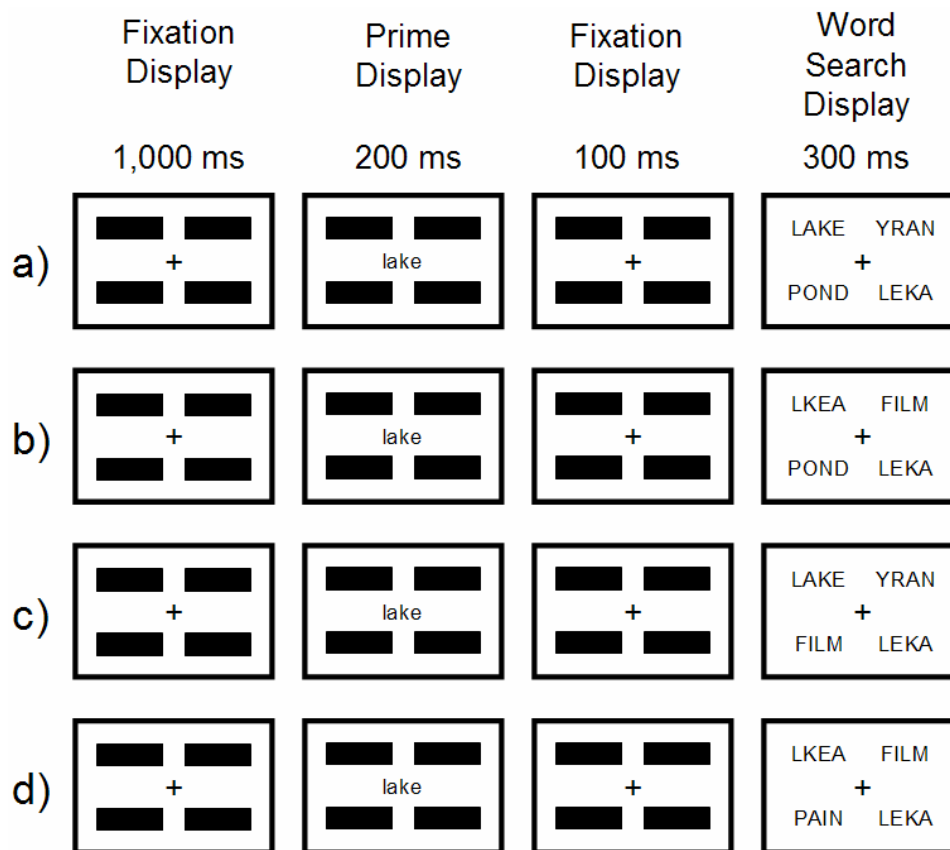 Fixation Display
Prime Display
Fixation Display
Word Search Display
1,000 ms 200 ms 100 ms 300 ms
a)
+
lake
+
LAKE YRAN
+
POND LEKA
b)
+
lake
+
LKEA FILM
+
POND LEKA
c)
+
lake
+
LAKE YRAN
+
FILM LEKA
d)
+
lake
+
LKEA FILM
+
PAIN LEKA